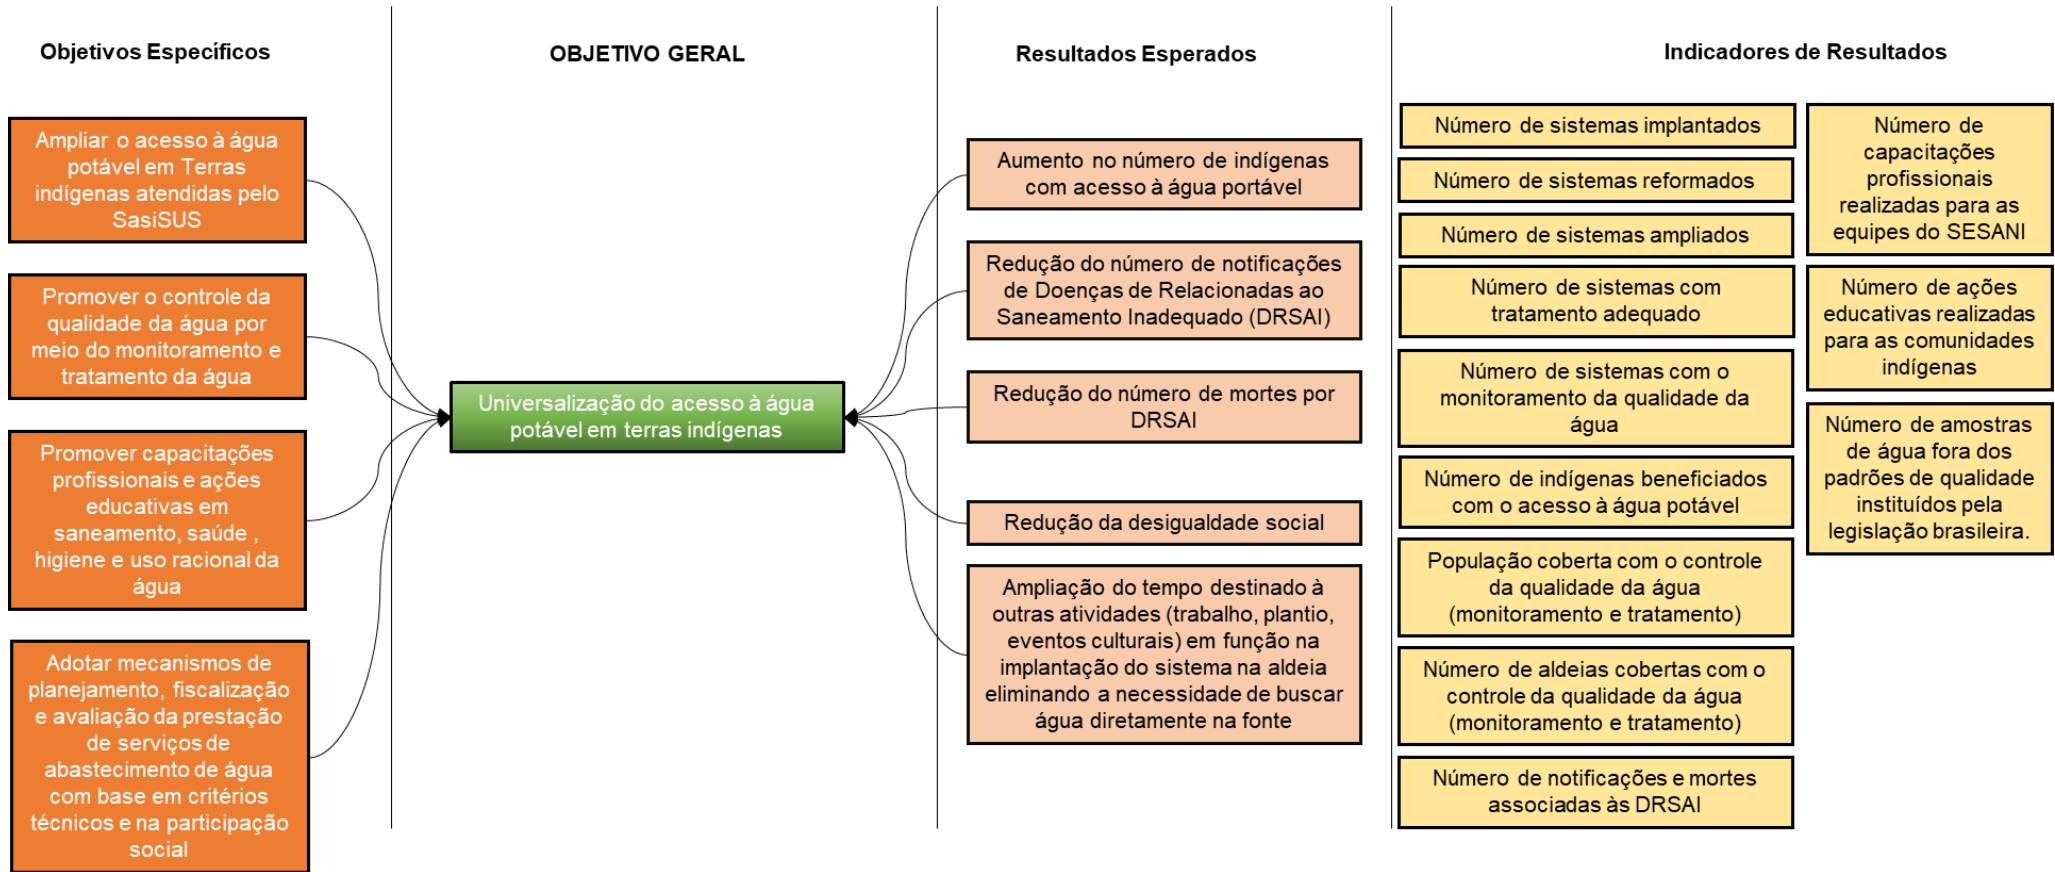 Objetivos Específicos
Ampliar o acesso à água
potável em Terras
indígenas atendidas pelo
SasiSUS
Promover o controle da
qualidade da água por
meio do monitoramento e
tratamento da água
Promover capacitações
profissionais e ações
educativas em
saneamento, saúde ,
higiene e uso racional da
água
Adotar mecanismos de
planejamento, fiscalização
e avaliação da prestação
de serviços de
abastecimento de água
com base em critérios
técnicos e na participação
social
OBJETIVO GERAL
Universalização do acesso à água
potável em terras indígenas
Resultados Esperados
Aumento no número de indígenas
com acesso à água portável
Redução do número de notificações
de Doenças de Relacionadas ao
Saneamento Inadequado (DRSAI)
Redução do número de mortes por
DRSAI
Redução da desigualdade social
Ampliação do tempo destinado à
outras atividades (trabalho, plantio,
eventos culturais) em função na
implantação do sistema na aldeia
eliminando a necessidade de buscar
água diretamente na fonte
Indicadores de Resultados
Número de sistemas implantados
Número de sistemas reformados
Número de sistemas ampliados
Número de sistemas com
tratamento adequado
Número de sistemas com o
monitoramento da qualidade da
água
Número de indígenas beneficiados
com o acesso à água potável
População coberta com o controle
da qualidade da água
(monitoramento e tratamento)
Número de aldeias cobertas com o
controle da qualidade da água
(monitoramento e tratamento)
Número de notificações e mortes
associadas às DRSAI
Número de
capacitações
profissionais
realizadas para as
equipes do SESANI
Número de ações
educativas realizadas
para as comunidades
indígenas
Número de amostras
de água fora dos
padrões de qualidade
instituídos pela
legislação brasileira.